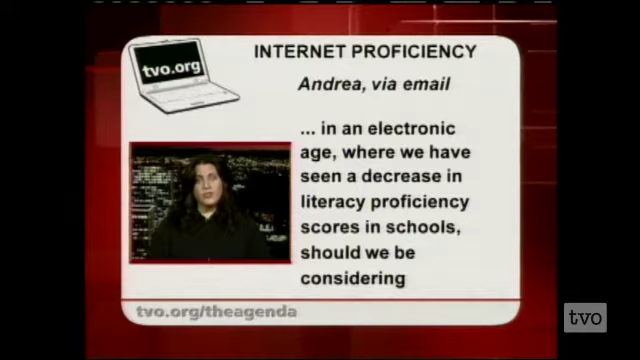 tvo.org
INTERNET PROFICIENCY
Andrea, via email
... in an electronic
age, where we have
seen a decrease in
literacy proficiency
scores in schools,
should we be
considering
tvo.org/theagenda
tvo